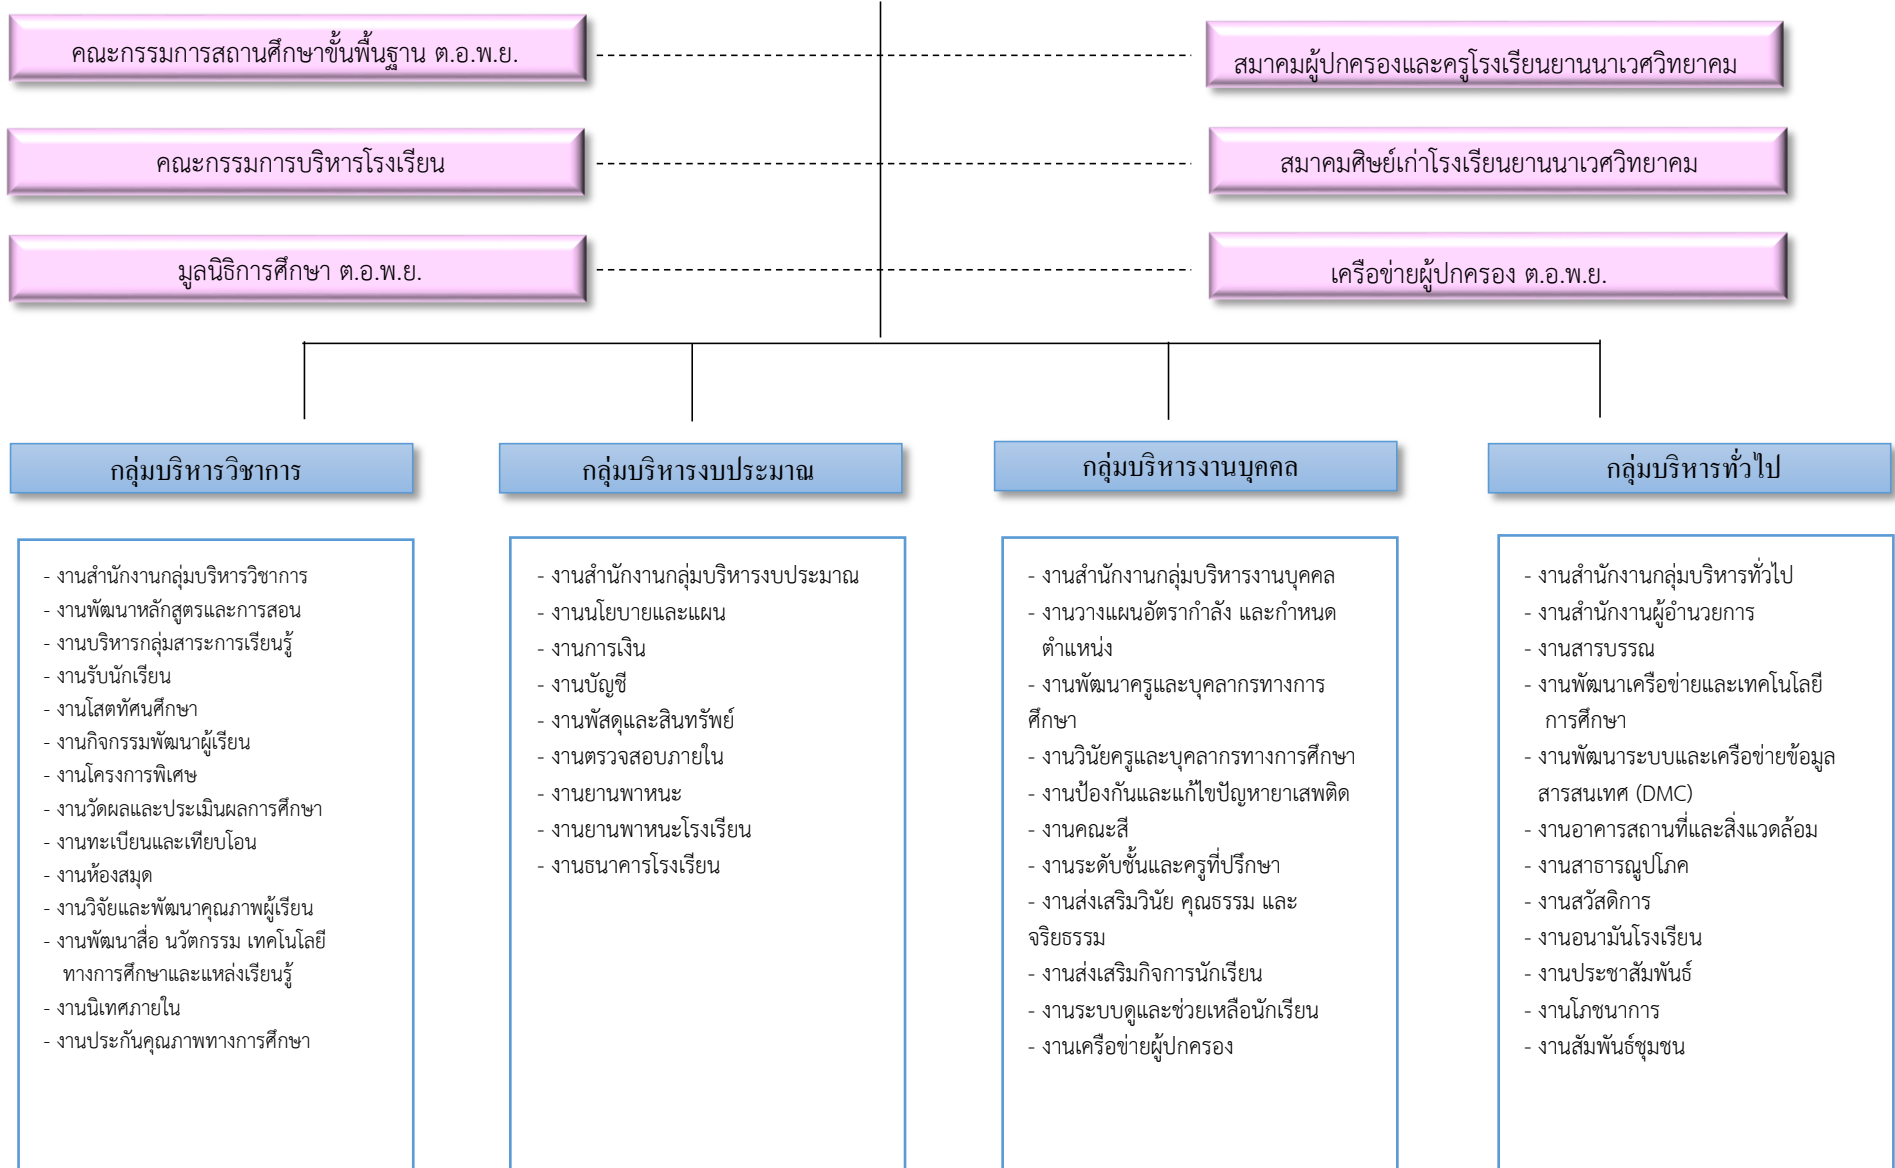 คณะกรรมการสถานศึกษาขั้นพื้นฐาน ต.อ.พ.ย.
สมาคมผู้ปกครองและครูโรงเรียนยานนาเวศวิทยาคม
คณะกรรมการบริหารโรงเรียน
สมาคมศิษย์เก่าโรงเรียนยานนาเวศวิทยาคม
มูลนิธิการศึกษา ต.อ.พ.ย.
เครือข่ายผู้ปกครอง ต.อ.พ.ย.
กลุ่มบริหารวิชาการ
- งานสำนักงานกลุ่มบริหารวิชาการ
- งานพัฒนาหลักสูตรและการสอน
- งานบริหารกลุ่มสาระการเรียนรู้
- งานรับนักเรียน
- งานโสตทัศนศึกษา
- งานกิจกรรมพัฒนาผู้เรียน
- งานโครงการพิเศษ
- งานวัดผลและประเมินผลการศึกษา
- งานทะเบียนและเทียบโอน
- งานห้องสมุด
- งานวิจัยและพัฒนาคุณภาพผู้เรียน
- งานพัฒนาสื่อ นวัตกรรม เทคโนโลยี
ทางการศึกษาและแหล่งเรียนรู้
- งานนิเทศภายใน
- งานประกันคุณภาพทางการศึกษา
กลุ่มบริหารงบประมาณ
- งานสำนักงานกลุ่มบริหารงบประมาณ
- งานนโยบายและแผน
- งานการเงิน
- งานบัญชี
- งานพัสดุและสินทรัพย์
- งานตรวจสอบภายใน
- งานยานพาหนะ
- งานยานพาหนะโรงเรียน
- งานธนาคารโรงเรียน
กลุ่มบริหารงานบุคคล
- งานสำนักงานกลุ่มบริหารงานบุคคล
- งานวางแผนอัตรากำลัง และกำหนด
ตำแหน่ง
- งานพัฒนาครูและบุคลากรทางการ
ศึกษา
- งานวินัยครูและบุคลากรทางการศึกษา
- งานป้องกันและแก้ไขปัญหายาเสพติด
- งานคณะสี
- งานระดับชั้นและครูที่ปรึกษา
- งานส่งเสริมวินัย คุณธรรม และ
จริยธรรม
- งานส่งเสริมกิจการนักเรียน
- งานระบบดูและช่วยเหลือนักเรียน
- งานเครือข่ายผู้ปกครอง
กลุ่มบริหารทั่วไป
- งานสำนักงานกลุ่มบริหารทั่วไป
- งานสำนักงานผู้อำนวยการ
- งานสารบรรณ
- งานพัฒนาเครือข่ายและเทคโนโลยี
การศึกษา
- งานพัฒนาระบบและเครือข่ายข้อมูล
สารสนเทศ (DMC)
- งานอาคารสถานที่และสิ่งแวดล้อม
- งานสาธารณูปโภค
- งานสวัสดิการ
- งานอนามันโรงเรียน
- งานประชาสัมพันธ์
- งานโภชนาการ
- งานสัมพันธ์ชุมชน